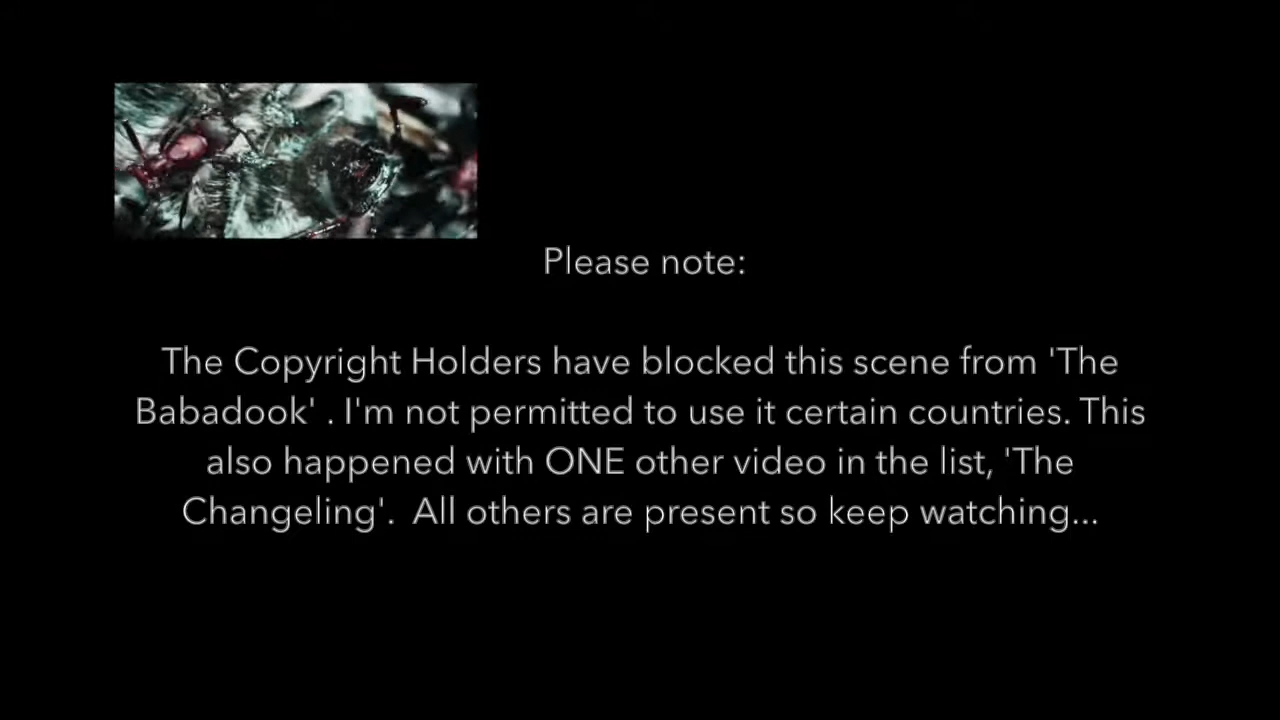 Please note:
The Copyright Holders have blocked this scene from 'The
Babadook' . I'm not permitted to use it certain countries. This
also happened with ONE other video in the list, 'The
Changeling'.  All others are present so keep watching...